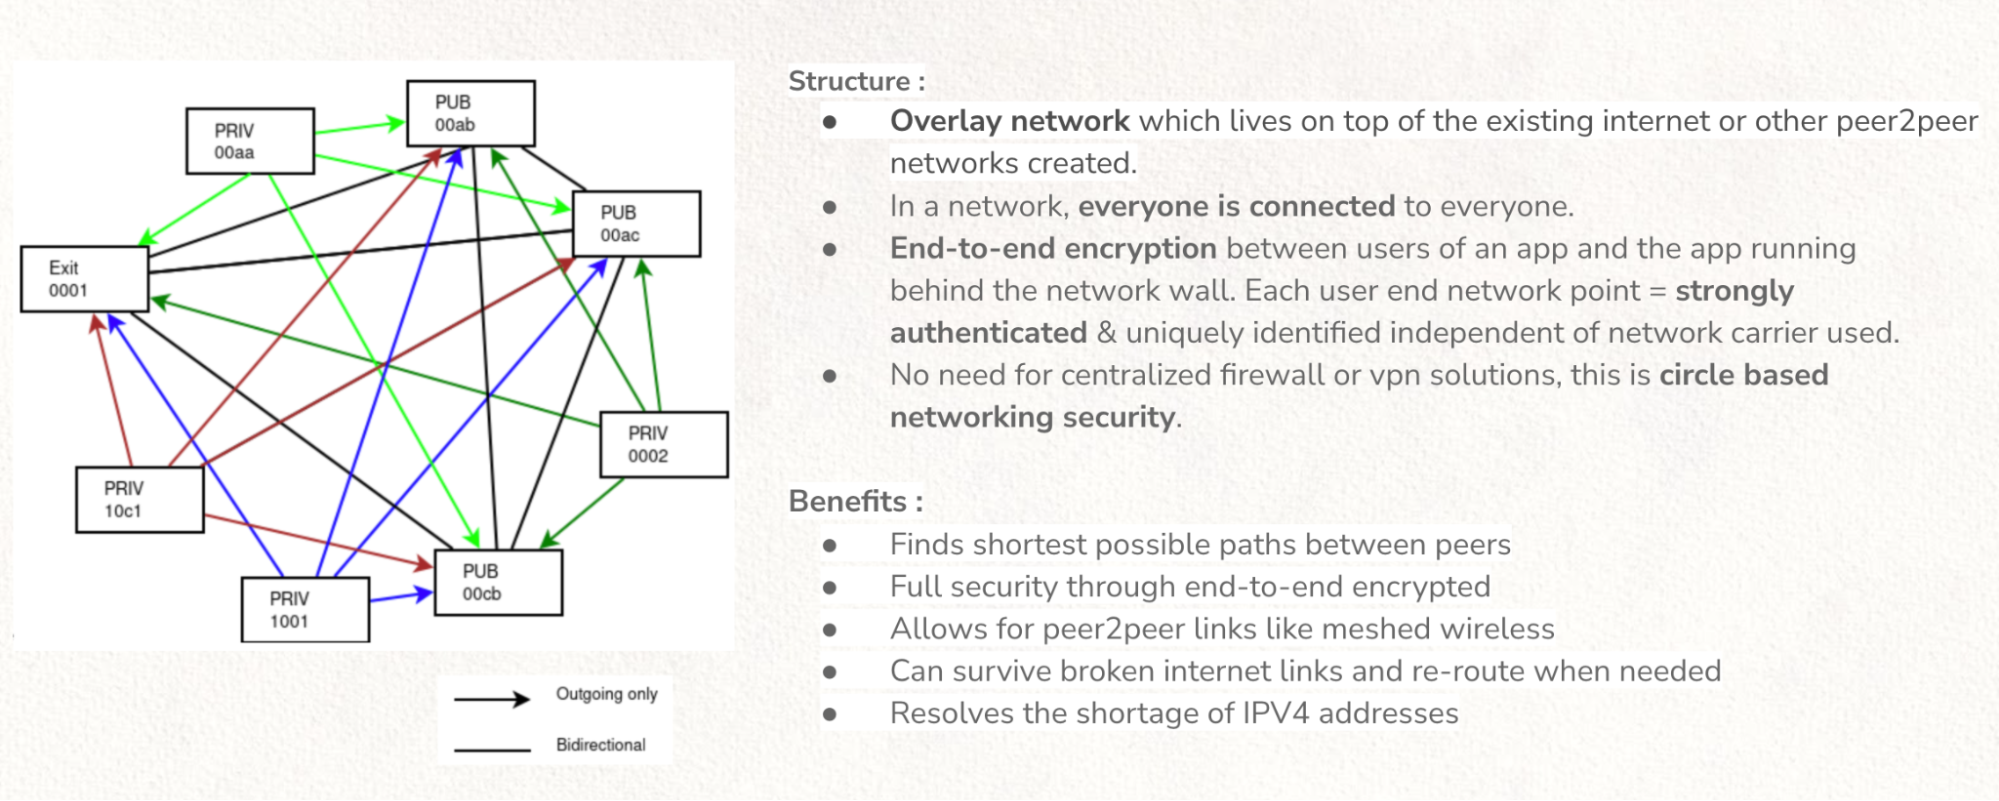 PUB
00ab
PRIV
00aa
PUB
00ac
Exit
0001
PRIV
0002
PRIV
10c1
PUB
00cb
PRIV
1001
Outgoing only
Bidirectional
Structure :
● Overlay network which lives on top of the existing internet or other peer2peer
networks created.
● In a network, everyone is connected to everyone.
● End-to-end encryption between users of an app and the app running
behind the network wall. Each user end network point = strongly
authenticated & uniquely identified independent of network carrier used.
● No need for centralized firewall or vpn solutions, this is circle based
networking security.
Benefits :
● Finds shortest possible paths between peers
● Full security through end-to-end encrypted
● Allows for peer2peer links like meshed wireless
● Can survive broken internet links and re-route when needed
● Resolves the shortage of IPV4 addresses